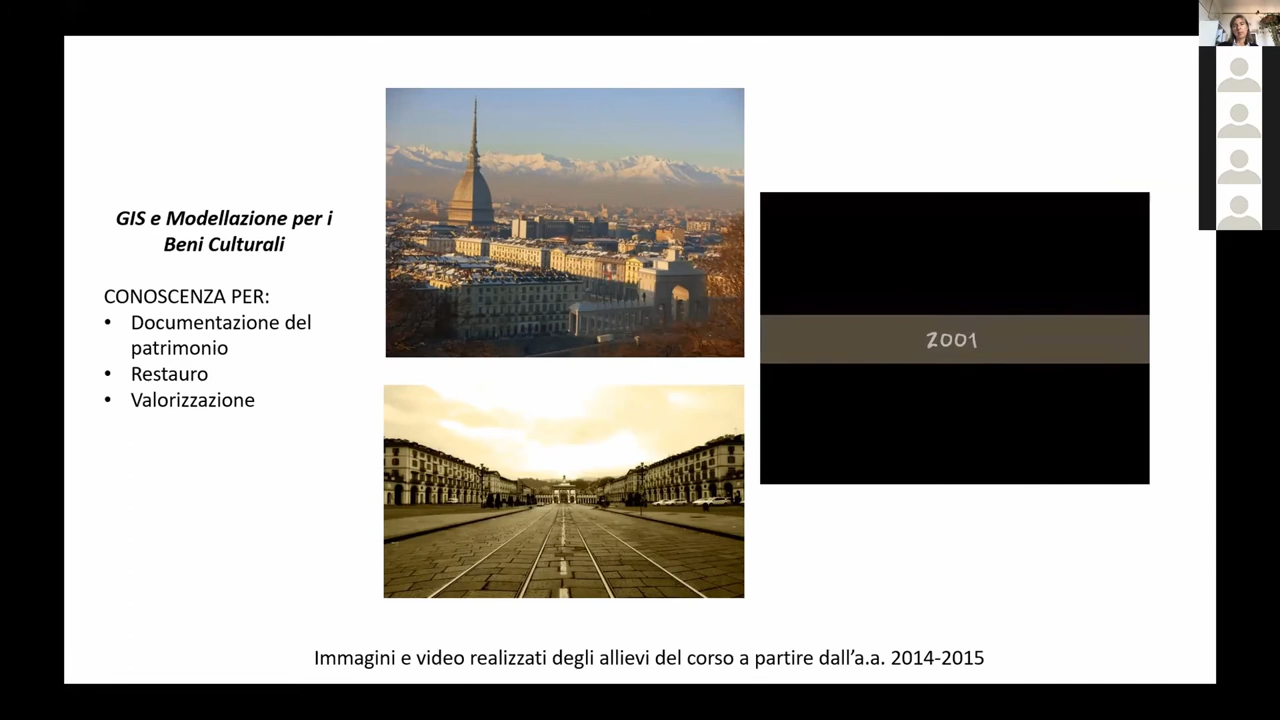 GIS e Modellazione per i
Beni Culturali
CONOSCENZA PER:
• Documentazione del
patrimonio
• Restauro
• Valorizzazione
2001
Immagini e video realizzati degli allievi del corso a partire dall'a.a. 2014-2015